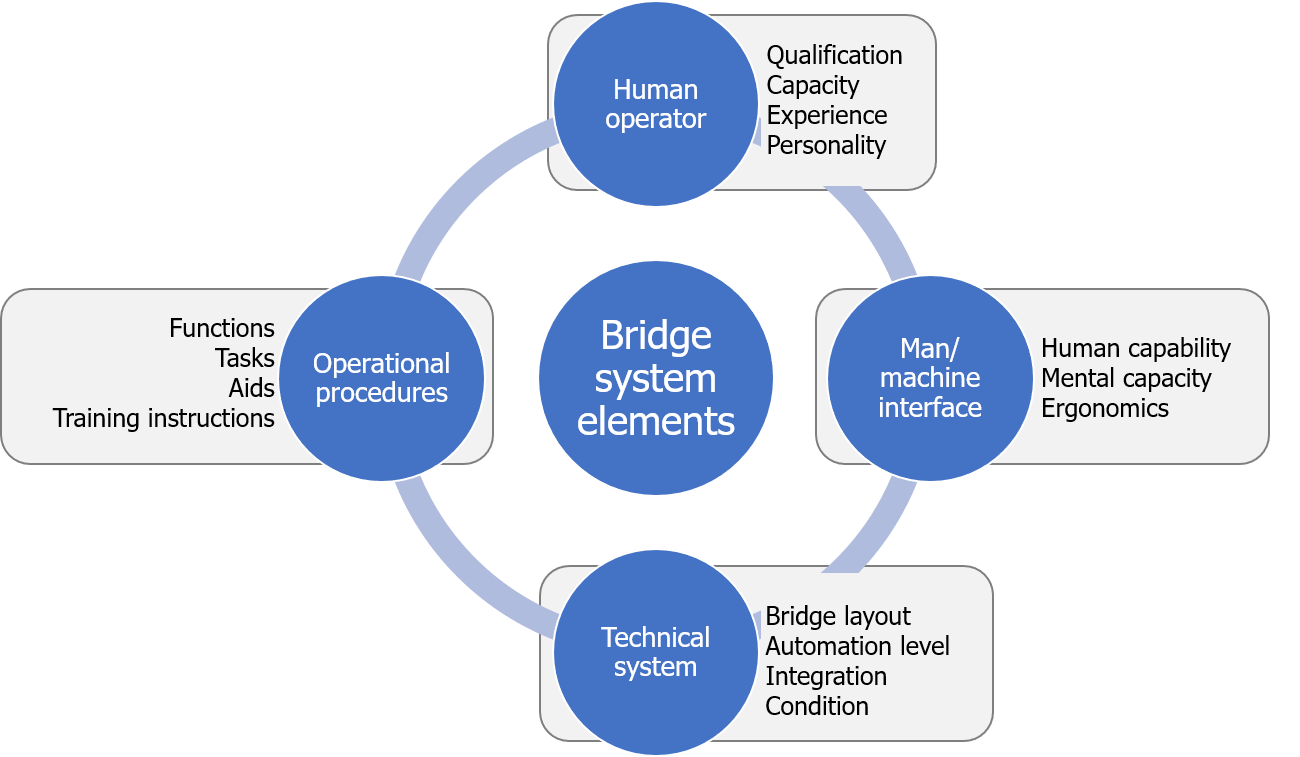 Human
operator
Qualification
Capacity
Experience
Personality
Functions
Tasks
Aids
Training instructions
Operational
procedures
Bridge
system
elements
Man/
machine
interface
Human capability
Mental capacity
Ergonomics
Technical
system
Bridge layout
Automation level
Integration
Condition